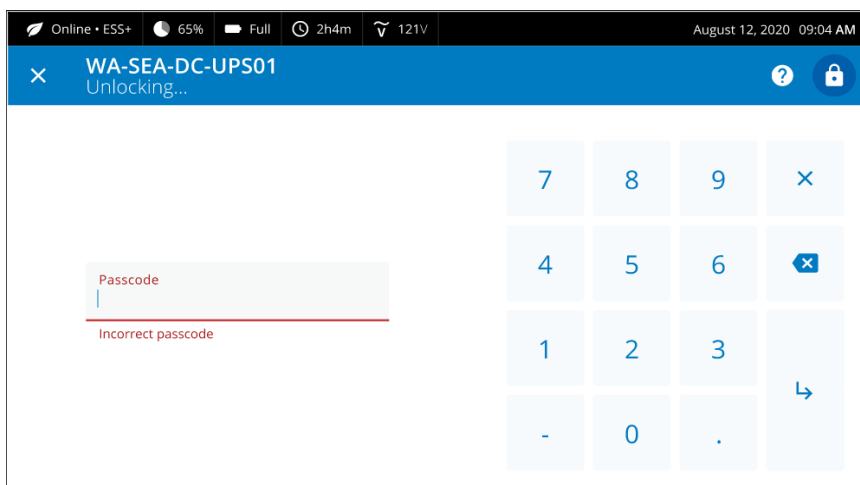 Online • ESS+ 65% Full 2h4m V 121V August 12, 2020 09:04 AM
WA-SEA-DC-UPS01
Unlocking...
7 8 9
Passcode
4 5 6
Incorrect passcode
1 2 3
- 0 .